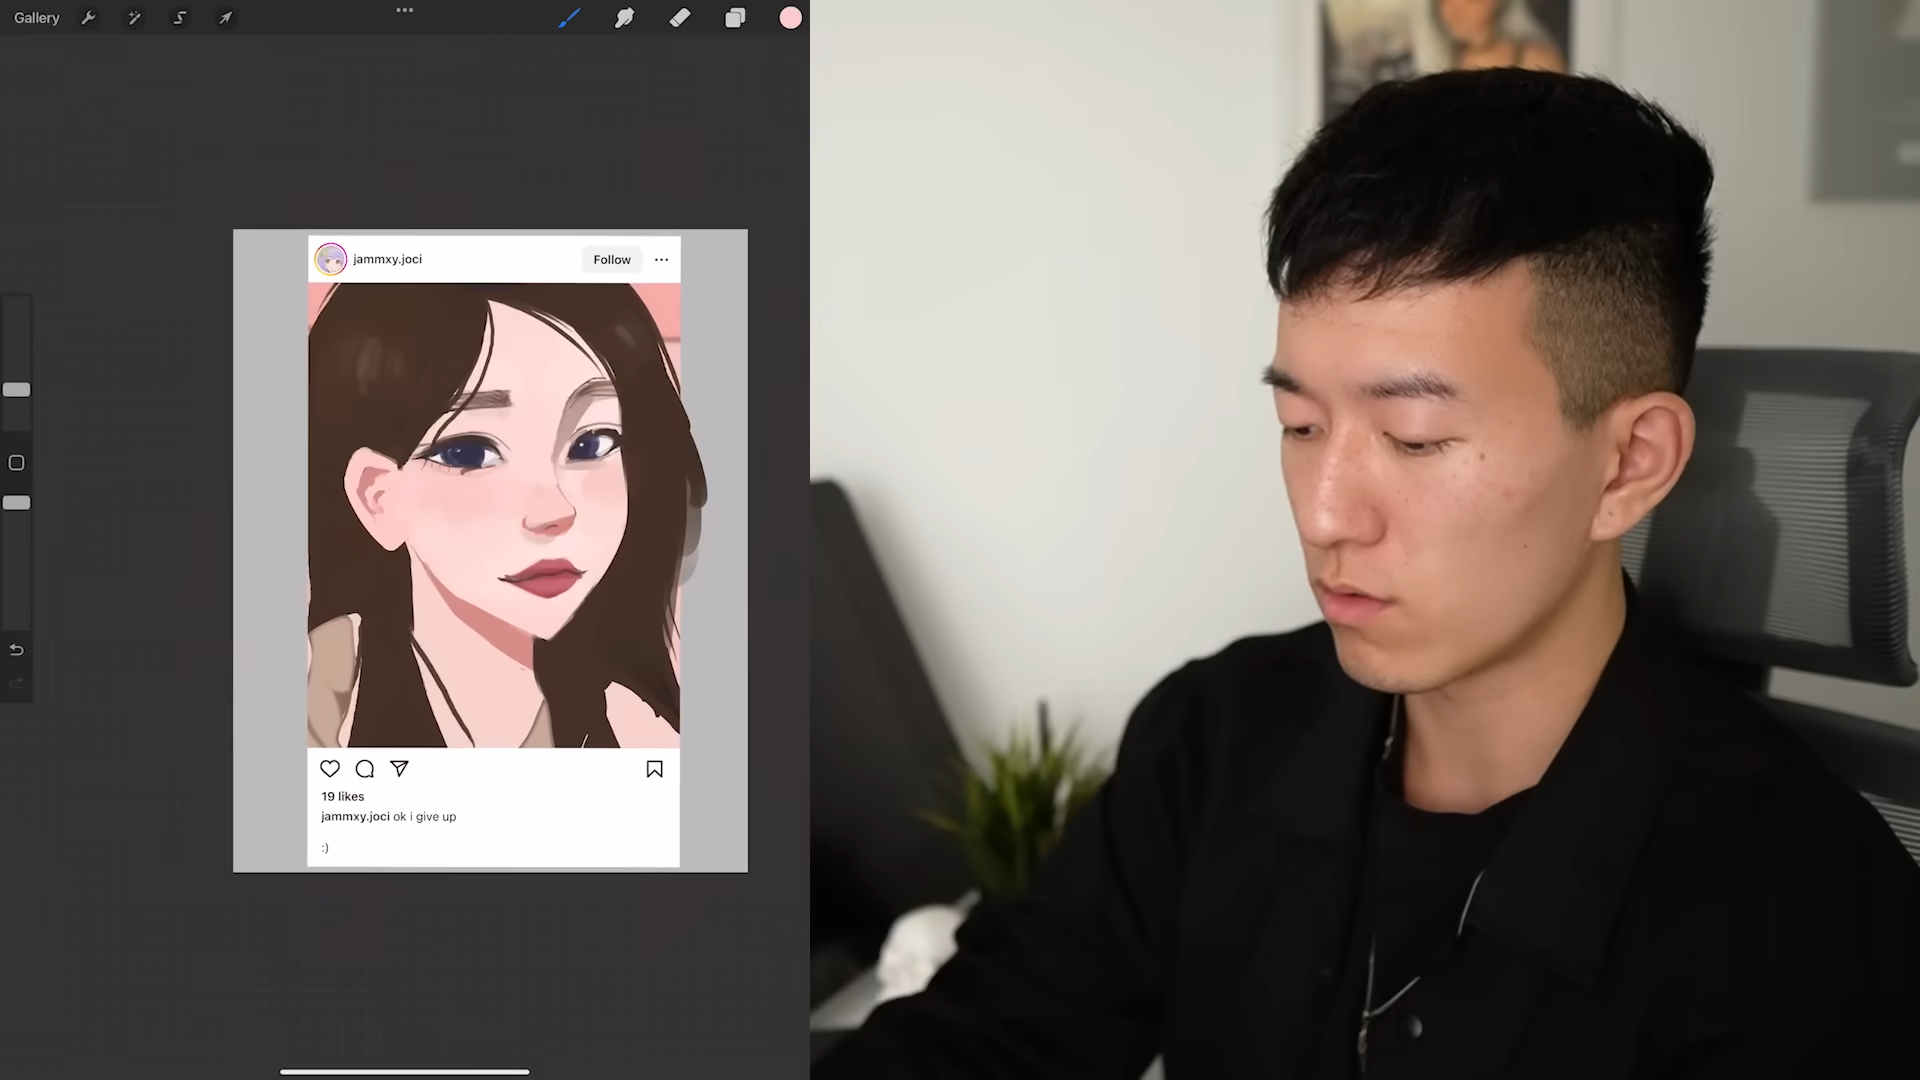 Gallery
jammxy.joci
Follow
19 likes
jammxy.joci ok i give up
:)